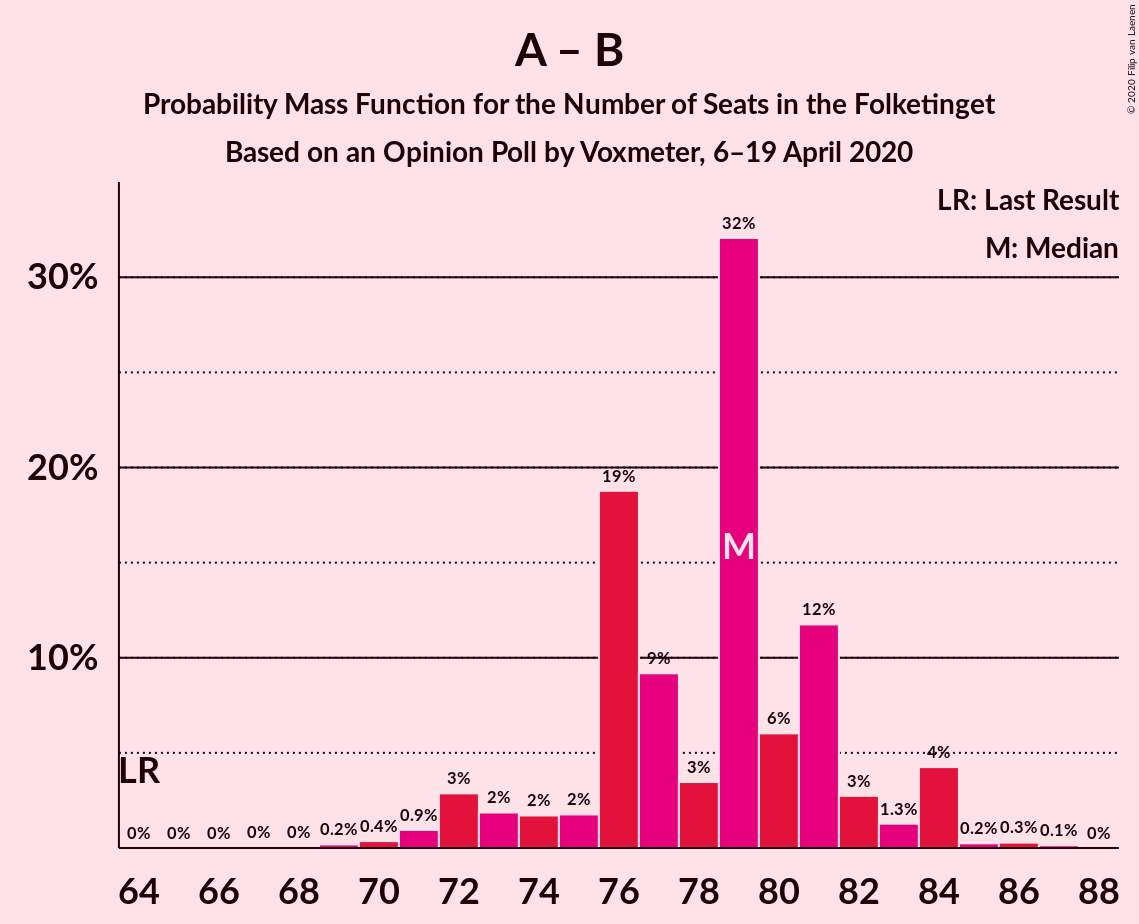 A – B
Probability Mass Function for the Number of Seats in the Folketinget
Based on an Opinion Poll by Voxmeter, 6–19 April 2020
© 2020 Filip van Laenen
LR: Last Result
M: Median
30%
20%
10%
LR
M
0% 0% 0% 0% 0% 0.2% 0.4% 0.9% 3% 2% 2% 2% 19% 9% 3% 32% 6% 12% 3% 1.3% 4% 0.2% 0.3% 0.1% 0%
64 66 68 70 72 74 76 78 80 82 84 86 88